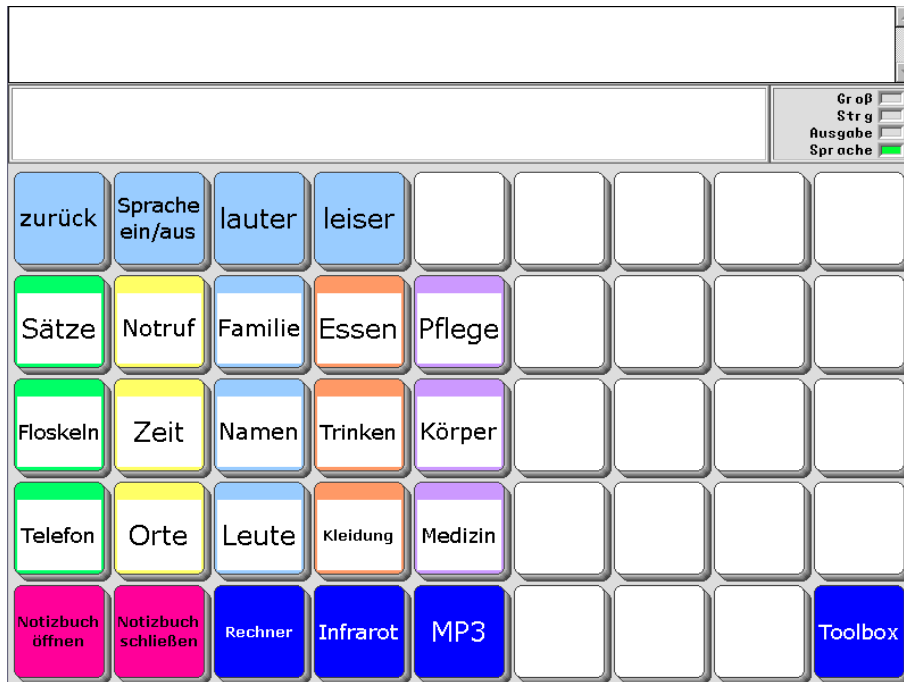 Groß
Strg
Ausgabe
Sprache
zurück
Sprache
ein/aus
lauter
leiser
Sätze
Notruf
Familie
Essen
Pflege
Floskeln
Zeit
Namen
Trinken
Körper
Telefon
Orte
Leute
Kleidung
Medizin
Notizbuch
öffnen
Notizbuch
schließen
Rechner
Infrarot
MP3
Toolbox